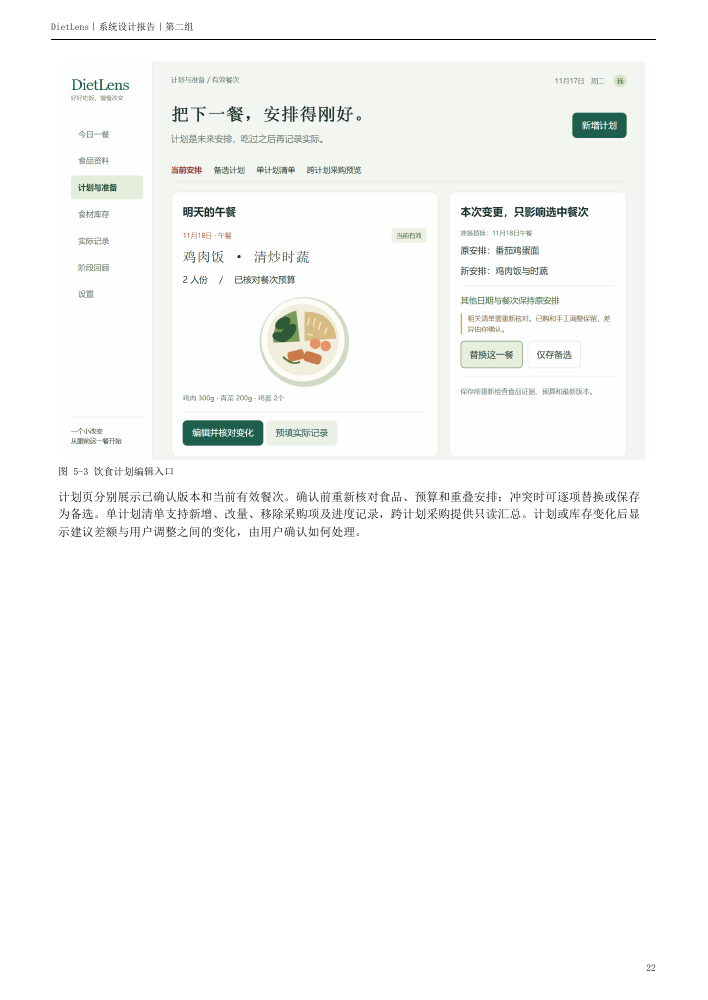 DietLens | 系统设计报告 | 第二组
DietLens
好好吃饭，慢慢改变
今日一餐
食品资料
计划与准备
食材库存
实际记录
阶段回顾
设置
一个小改变
从眼前这一餐开始
计划与准备 / 有效餐次
11月17日 周二 我
把下一餐，安排得刚好。
计划是未来安排，吃过之后再记录实际。
新增计划
当前安排 备选计划 单计划清单 跨计划采购预览
明天的午餐
11月18日 · 午餐 当前有效
鸡肉饭 · 清炒时蔬
2 人份 / 已核对餐次预算
鸡肉 300g · 青菜 200g · 鸡蛋 2个
编辑并核对变化 预填实际记录
本次变更，只影响选中餐次
准备替换：11月18日午餐
原安排：番茄鸡蛋面
新安排：鸡肉饭与时蔬
其他日期与餐次保持原安排
相关清单需重新核对。已购和手工调整保留，差
异由你确认。
替换这一餐 仅存备选
保存前重新检查食品证据、预算和最新版本。
图 5-3 饮食计划编辑入口
计划页分别展示已确认版本和当前有效餐次。确认前重新核对食品、预算和重叠安排；冲突时可逐项替换或保存
为备选。单计划清单支持新增、改量、移除采购项及进度记录，跨计划采购提供只读汇总。计划或库存变化后显
示建议差额与用户调整之间的变化，由用户确认如何处理。
22